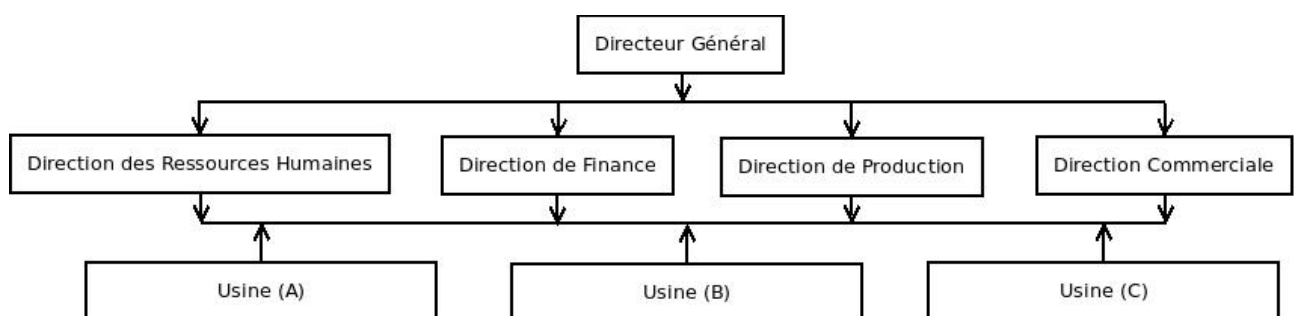 Directeur Général
Direction des Ressources Humaines
Direction de Finance
Direction de Production
Direction Commerciale
Usine (A)
Usine (B)
Usine (C)